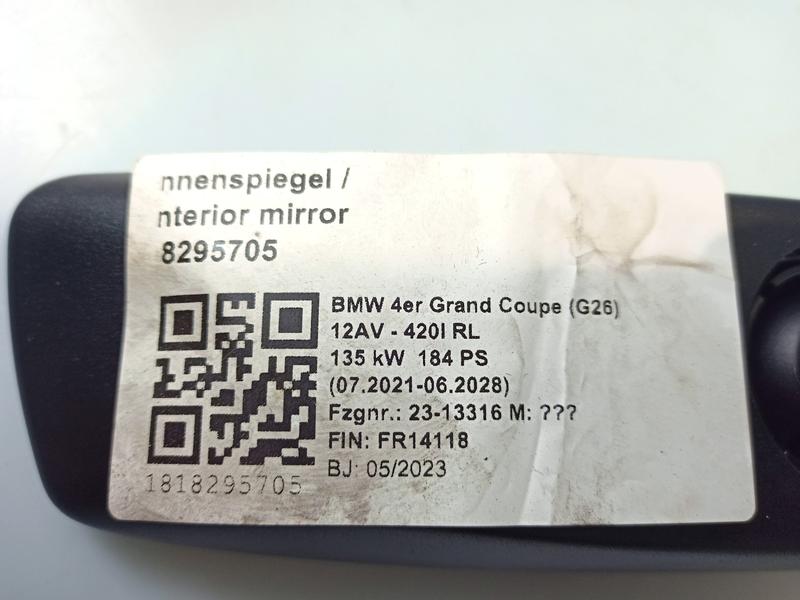 nnenspiegel /
nterior mirror
8295705
BMW 4er Grand Coupe (G26)
12AV - 420I RL
135 kW 184 PS
(07.2021-06.2028)
Fzgnr.: 23-13316 M: ???
FIN: FR14118
BJ: 05/2023
1818295705